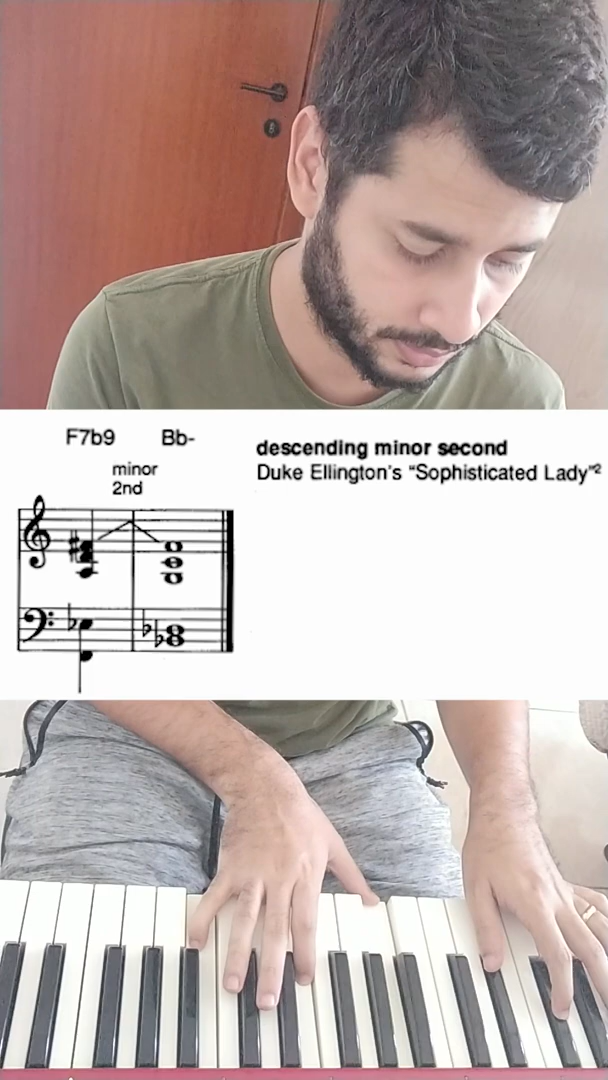 F7b9 Bb-
minor
2nd
descending minor second
Duke Ellington's "Sophisticated Lady"²